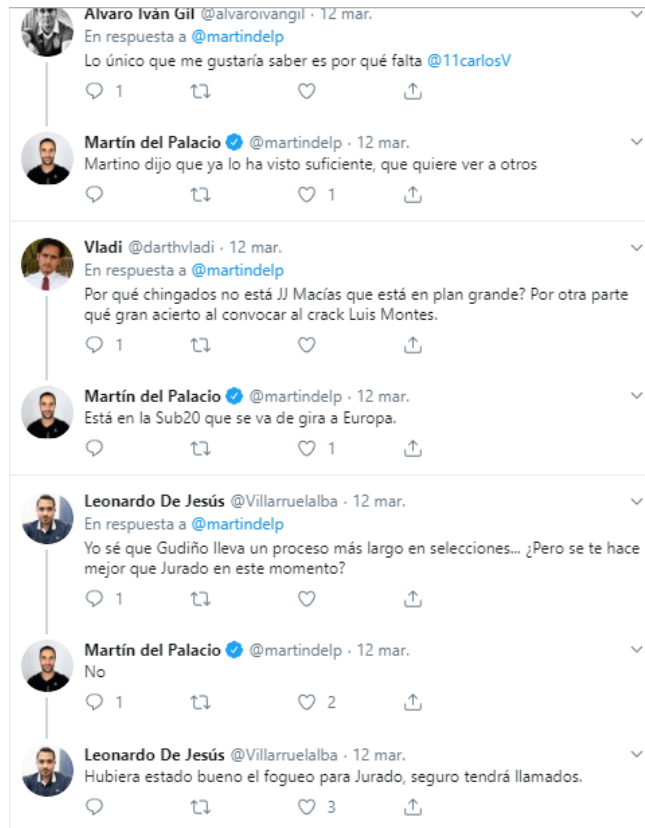 Alvaro Iván Gil @alvaroivangil · 12 mar.
En respuesta a @martindelp
Lo único que me gustaría saber es por qué falta @11carlosV
1
Martín del Palacio @martindelp · 12 mar.
Martino dijo que ya lo ha visto suficiente, que quiere ver a otros
1
Vladi @darthvladi · 12 mar.
En respuesta a @martindelp
Por qué chingados no está JJ Macías que está en plan grande? Por otra parte
qué gran acierto al convocar al crack Luis Montes.
1
Martín del Palacio @martindelp · 12 mar.
Está en la Sub20 que se va de gira a Europa.
1
Leonardo De Jesús @Villarruelalba · 12 mar.
En respuesta a @martindelp
Yo sé que Gudiño lleva un proceso más largo en selecciones... ¿Pero se te hace
mejor que Jurado en este momento?
1
Martín del Palacio @martindelp · 12 mar.
No
1 2
Leonardo De Jesús @Villarruelalba · 12 mar.
Hubiera estado bueno el fogueo para Jurado, seguro tendrá llamados.
3